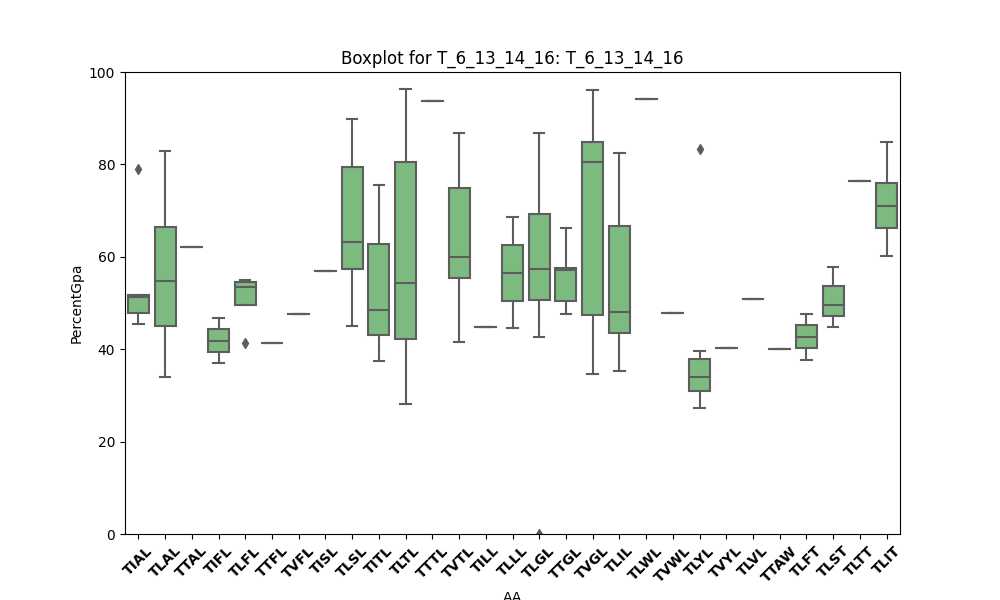 Boxplot for T_6_13_14_16: T_6_13_14_16
100
80
60
40
20
0
PercentGpa
TIAL
TLAL
TTAL
TIFL
TLFL
TTFL
TVFL
TISL
TLSL
TITL
TLTL
TTTL
TVTL
TILL
TLLL
TLGL
TTGL
TVGL
TLIL
TLWL
TVWL
TLYL
TVYL
TLVL
TTAW
TLFT
TLST
TLTT
TLIT
AA